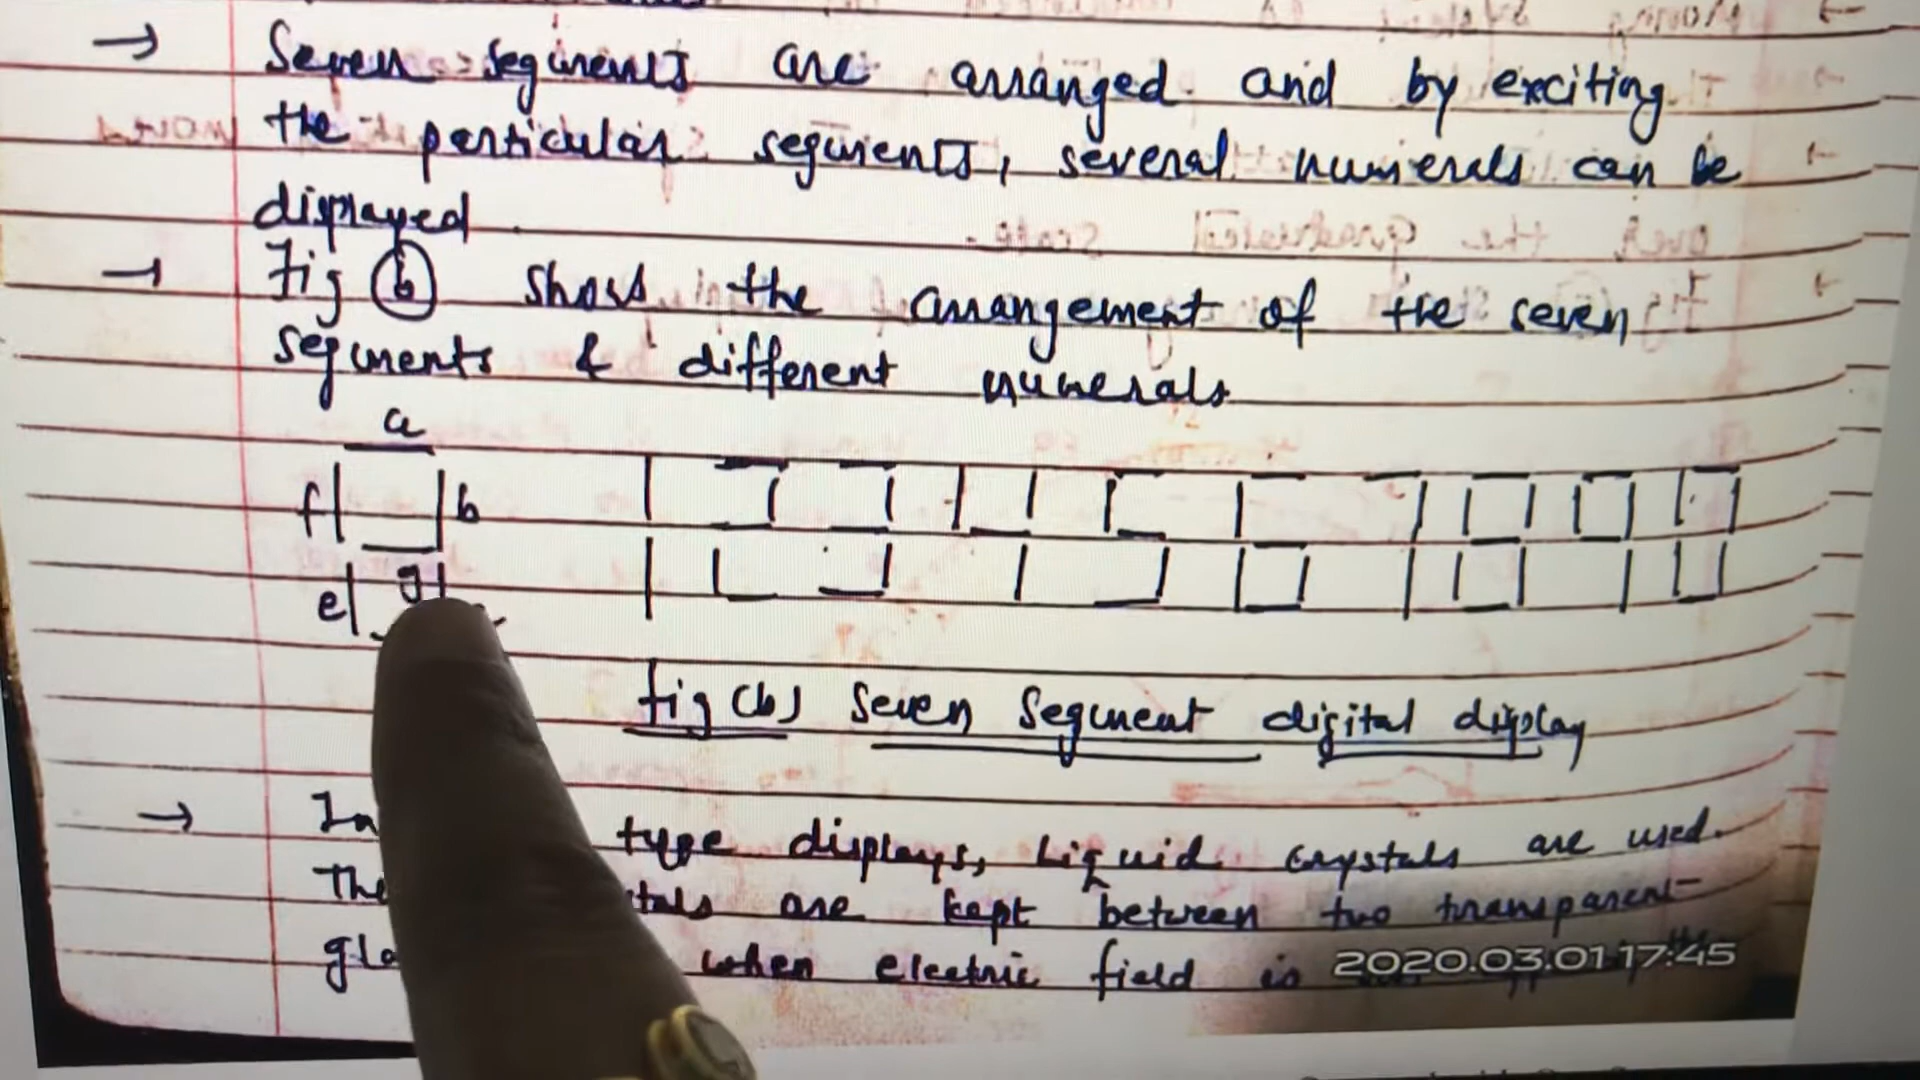 → Seven segments are arranged and by exciting
the particular segments, several numerals can be
displayed.
→ Fig (b) shows the arrangement of the seven
segments & different numerals
a
f b
g
e
fig (b) Seven Segment digital display
→ In type displays, Liquid crystals are used.
The are kept between two transparent
when electric field is
2020.03.01 17:45